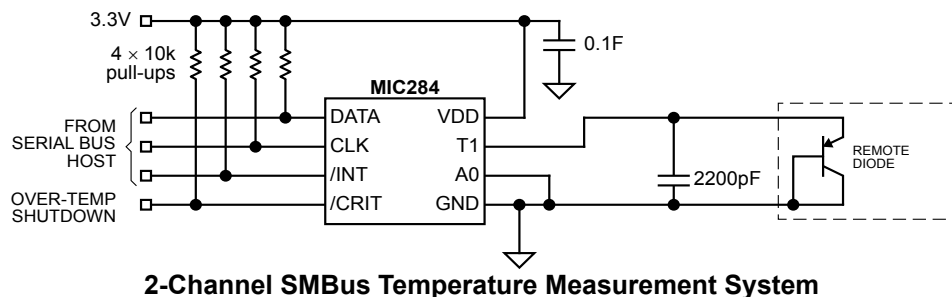 3.3V
4 × 10k
pull-ups
0.1F
MIC284
FROM
SERIAL BUS
HOST
OVER-TEMP
SHUTDOWN
DATA
CLK
/INT
/CRIT
VDD
T1
A0
GND
2200pF
REMOTE
DIODE
2-Channel SMBus Temperature Measurement System